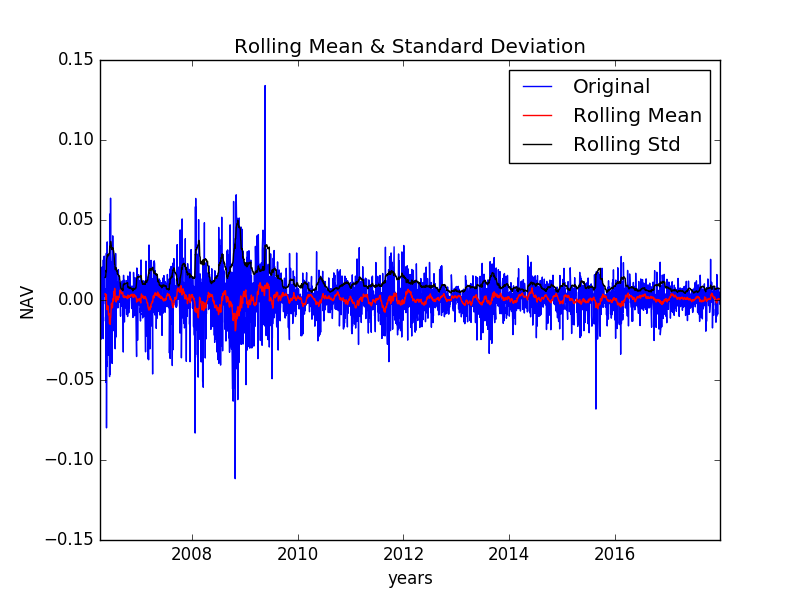 Rolling Mean & Standard Deviation
0.15
0.10
0.05
0.00
−0.05
−0.10
−0.15
NAV
Original
Rolling Mean
Rolling Std
2008 2010 2012 2014 2016
years